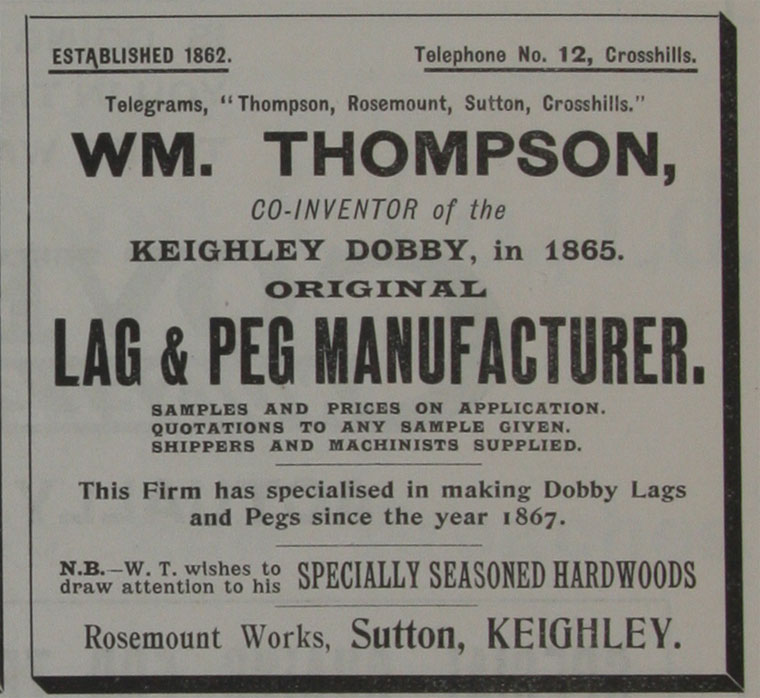 ESTABLISHED 1862. Telephone No. 12, Crosshills.
Telegrams, "Thompson, Rosemount, Sutton, Crosshills."
WM. THOMPSON,
CO-INVENTOR of the
KEIGHLEY DOBBY, in 1865.
ORIGINAL
LAG & PEG MANUFACTURER.
SAMPLES AND PRICES ON APPLICATION.
QUOTATIONS TO ANY SAMPLE GIVEN.
SHIPPERS AND MACHINISTS SUPPLIED.
This Firm has specialised in making Dobby Lags
and Pegs since the year 1867.
N.B.—W. T. wishes to
draw attention to his SPECIALLY SEASONED HARDWOODS
Rosemount Works, Sutton, KEIGHLEY.